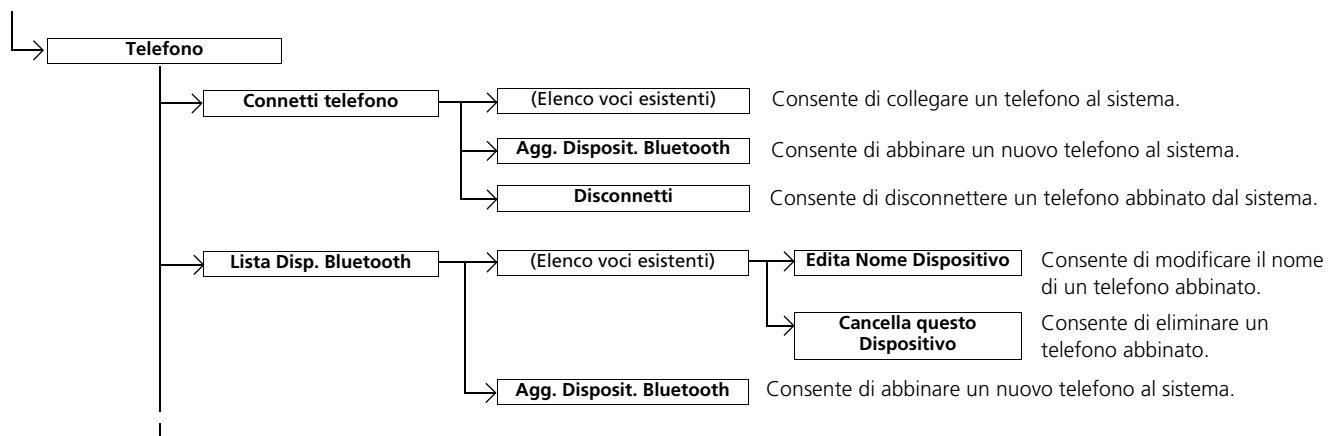 Telefono
Connetti telefono
(Elenco voci esistenti)
Consente di collegare un telefono al sistema.
Agg. Disposit. Bluetooth
Consente di abbinare un nuovo telefono al sistema.
Disconnetti
Consente di disconnettere un telefono abbinato dal sistema.
Lista Disp. Bluetooth
(Elenco voci esistenti)
Edita Nome Dispositivo
Consente di modificare il nome
di un telefono abbinato.
Cancella questo
Dispositivo
Consente di eliminare un
telefono abbinato.
Agg. Disposit. Bluetooth
Consente di abbinare un nuovo telefono al sistema.